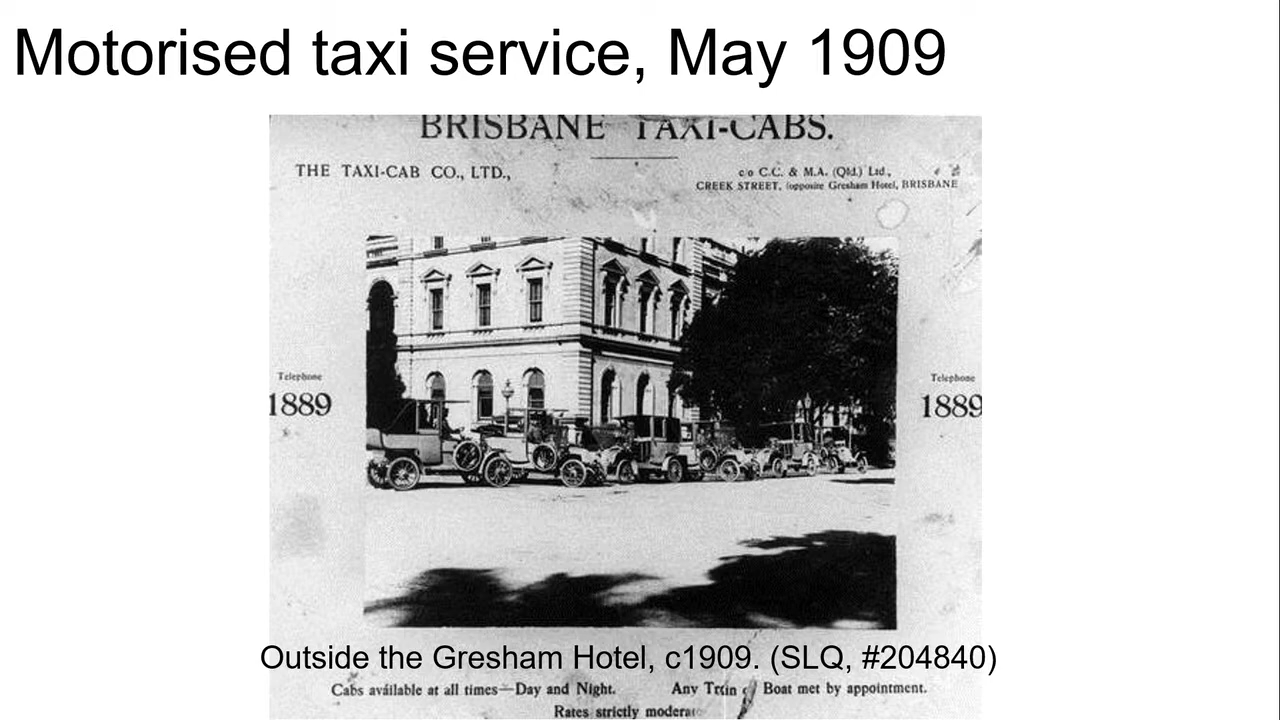 Motorised taxi service, May 1909
BRISBANE TAXI-CABS.
THE TAXI-CAB CO., LTD.,
c/o C.C. & M.A. (Qld.) Ltd.,
CREEK STREET, (opposite Gresham Hotel, BRISBANE
Telephone
1889
Telephone
1889
Outside the Gresham Hotel, c1909. (SLQ, #204840)
Cabs available at all times—Day and Night. Any Train Boat met by appointment.
Rates strictly moderate